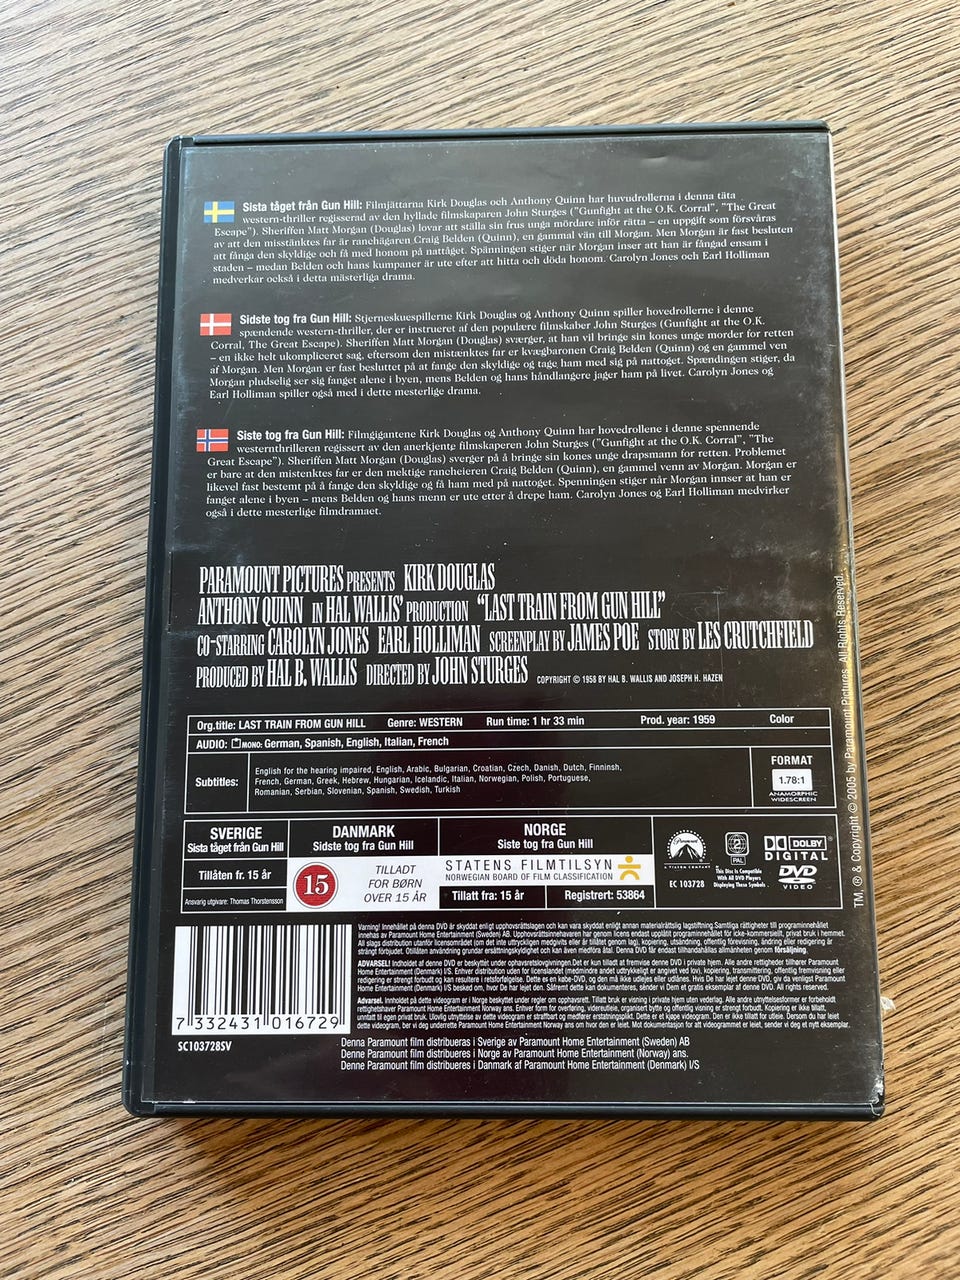 Sista tåget från Gun Hill: Filmjättarna Kirk Douglas och Anthony Quinn har huvudrollerna i denna täta
western-thriller regisserad av den hyllade filmskaparen John Sturges ("Gunfight at the O.K. Corral", "The Great
Escape"). Sheriffen Matt Morgan (Douglas) lovar att ställa sin frus unga mördare inför rätta – en uppgift som försvåras
av att den misstänktes far är ranchägaren Craig Belden (Quinn), en gammal vän till Morgan. Men Morgan är fast besluten
att fånga den skyldige och få med honom på nattåget. Spänningen stiger när Morgan inser att han är fångad ensam i
staden – medan Belden och hans kumpaner är ute efter att hitta och döda honom. Carolyn Jones och Earl Holliman
medverkar också i detta mästerliga drama.
Sidste tog fra Gun Hill: Stjerneskuespillerne Kirk Douglas og Anthony Quinn spiller hovedrollerne i denne
spændende western-thriller, der er instrueret af den populære filmskaber John Sturges (Gunfight at the O.K.
Corral, The Great Escape). Sheriffen Matt Morgan (Douglas) sværger, at han vil bringe sin kones unge morder for retten
– en ikke helt ukompliceret sag, eftersom den mistænktes far er kvægbaronen Craig Belden (Quinn) og en gammel ven
af Morgan. Men Morgan er fast besluttet på at fange den skyldige og tage ham med sig på nattoget. Spændingen stiger, da
Morgan pludselig ser sig fanget alene i byen, mens Belden og hans håndlangere jager ham på livet. Carolyn Jones og
Earl Holliman spiller også med i dette mesterlige drama.
Siste tog fra Gun Hill: Filmgigantene Kirk Douglas og Anthony Quinn har hovedrollene i denne spennende
westernthrilleren regissert av den anerkjente filmskaperen John Sturges ("Gunfight at the O.K. Corral", "The
Great Escape"). Sheriffen Matt Morgan (Douglas) sverger på å bringe sin kones unge drapsmann for retten. Problemet
er bare at den mistenktes far er den mektige rancheieren Craig Belden (Quinn), en gammel venn av Morgan. Morgan er
likevel fast bestemt på å fange den skyldige og få ham med på nattoget. Spenningen stiger når Morgan innser at han er
fanget alene i byen – mens Belden og hans menn er ute etter å drepe ham. Carolyn Jones og Earl Holliman medvirker
også i dette mesterlige filmdramaet.
PARAMOUNT PICTURES PRESENTS KIRK DOUGLAS
ANTHONY QUINN IN HAL WALLIS' PRODUCTION "LAST TRAIN FROM GUN HILL"
CO-STARRING CAROLYN JONES EARL HOLLIMAN SCREENPLAY BY JAMES POE STORY BY LES CRUTCHFIELD
PRODUCED BY HAL B. WALLIS DIRECTED BY JOHN STURGES COPYRIGHT © 1958 BY HAL B. WALLIS AND JOSEPH H. HAZEN
Org.title: LAST TRAIN FROM GUN HILL Genre: WESTERN Run time: 1 hr 33 min Prod. year: 1959 Color
AUDIO: MONO: German, Spanish, English, Italian, French
Subtitles:
English for the hearing impaired, English, Arabic, Bulgarian, Croatian, Czech, Danish, Dutch, Finninsh,
French, German, Greek, Hebrew, Hungarian, Icelandic, Italian, Norwegian, Polish, Portuguese,
Romanian, Serbian, Slovenian, Spanish, Swedish, Turkish
FORMAT
1.78:1
ANAMORPHIC
WIDESCREEN
SVERIGE
Sista tåget från Gun Hill
Tillåten fr. 15 år
Ansvarig utgivare: Thomas Thorstensson
DANMARK
Sidste tog fra Gun Hill
15
TILLADT
FOR BØRN
OVER 15 ÅR
NORGE
Siste tog fra Gun Hill
STATENS FILMTILSYN
NORWEGIAN BOARD OF FILM CLASSIFICATION
Tillatt fra: 15 år
Registrert: 53864
Paramount
EC 103728
2
PAL
This Disc Is Compatible
With All DVD Players
Displaying These Symbols
DOLBY
DIGITAL
DVD
VIDEO
TM, ® & Copyright © 2005 by Paramount Pictures. All Rights Reserved.
7 332431 016729
SC103728SV
Denna Paramount film distribueras i Sverige av Paramount Home Entertainment (Sweden) AB
Denne Paramount film distribueres i Norge av Paramount Home Entertainment (Norway) ans.
Denne Paramount film distribueres i Danmark af Paramount Home Entertainment (Denmark) I/S